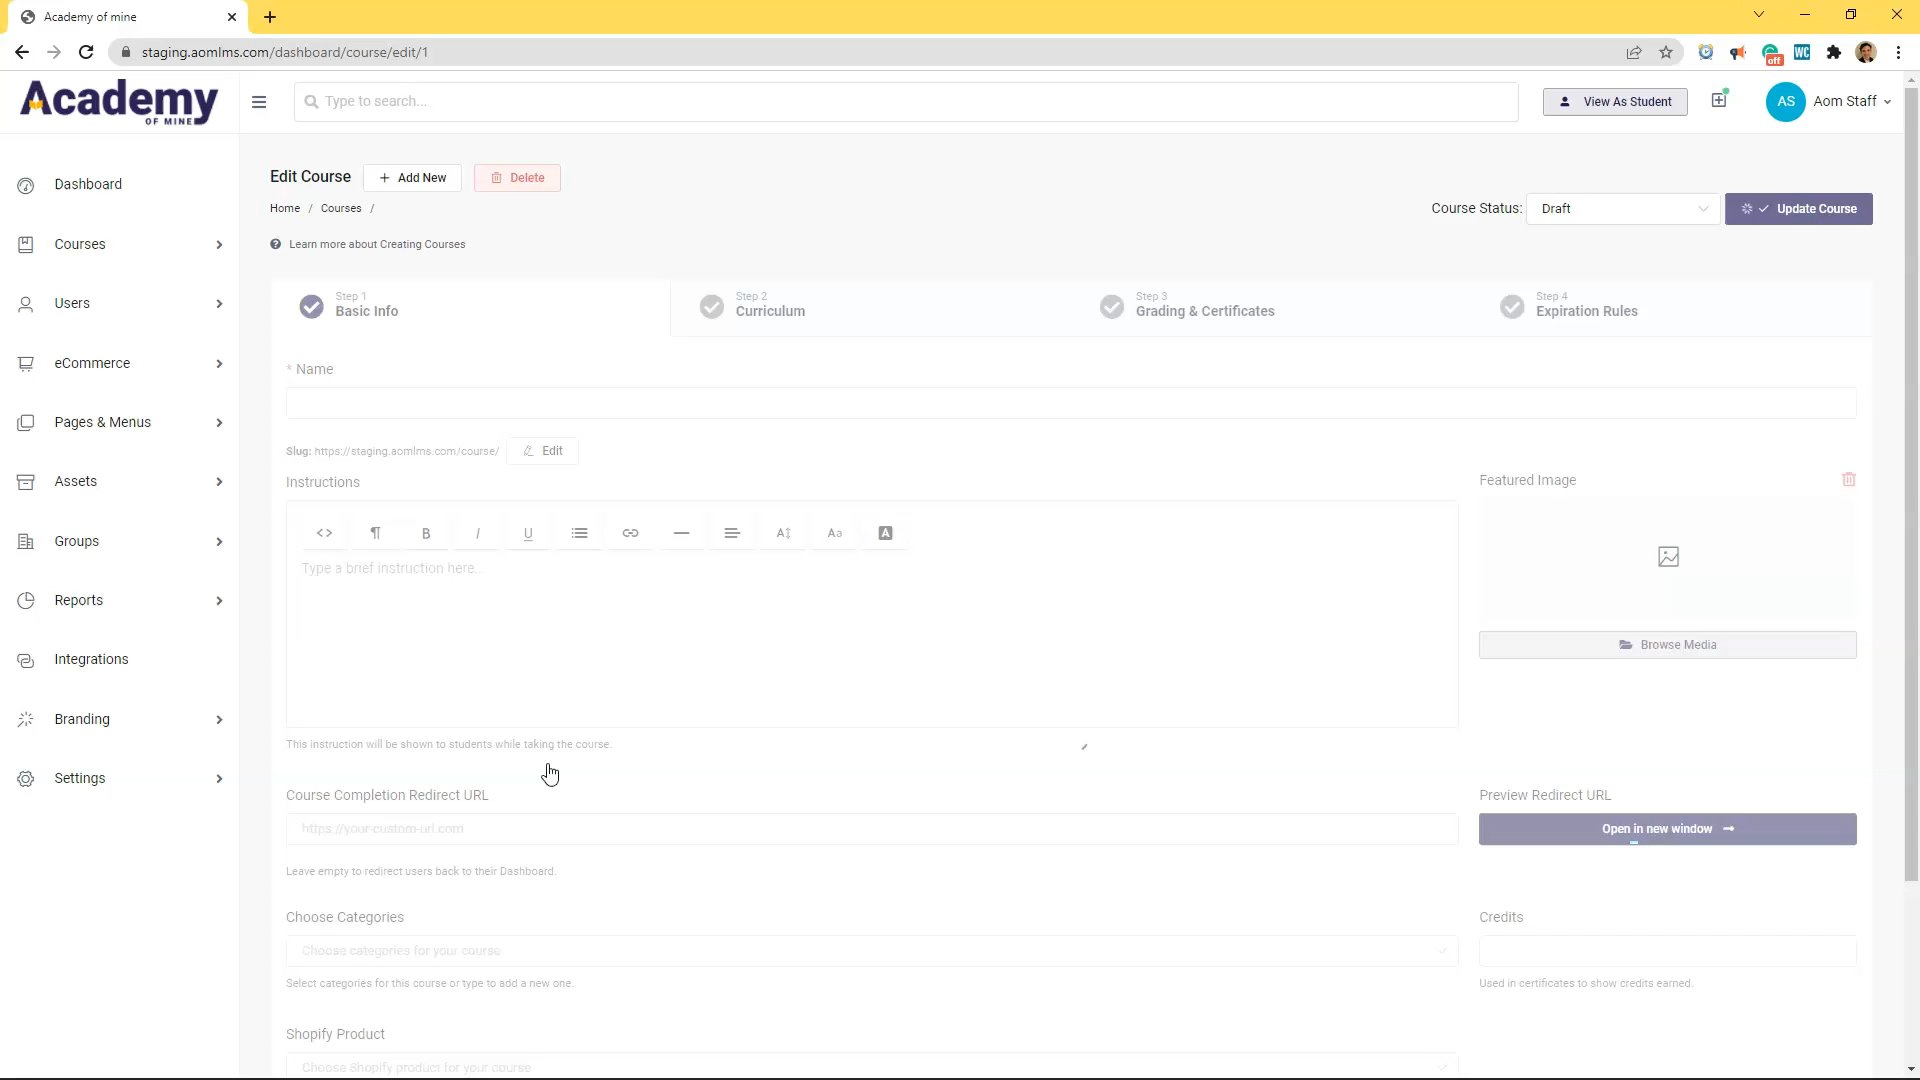 Academy of mine
staging.aomlms.com/dashboard/course/edit/1
off
WC
Academy
OF MINE
Type to search...
View As Student
AS
Aom Staff
Dashboard
Courses
Users
eCommerce
Pages & Menus
Assets
Groups
Reports
Integrations
Branding
Settings
Edit Course
Add New
Delete
Home / Courses /
Course Status:
Draft
Update Course
Learn more about Creating Courses
Step 1
Basic Info
Step 2
Curriculum
Step 3
Grading & Certificates
Step 4
Expiration Rules
* Name
Slug: https://staging.aomlms.com/course/
Edit
Instructions
Featured Image
<> ¶ B I U
Aa
A
Type a brief instruction here...
Browse Media
This instruction will be shown to students while taking the course.
Course Completion Redirect URL
Preview Redirect URL
https://your-custom-url.com
Open in new window
Leave empty to redirect users back to their Dashboard.
Choose Categories
Credits
Choose categories for your course
Select categories for this course or type to add a new one.
Used in certificates to show credits earned.
Shopify Product
Choose Shopify product for your course